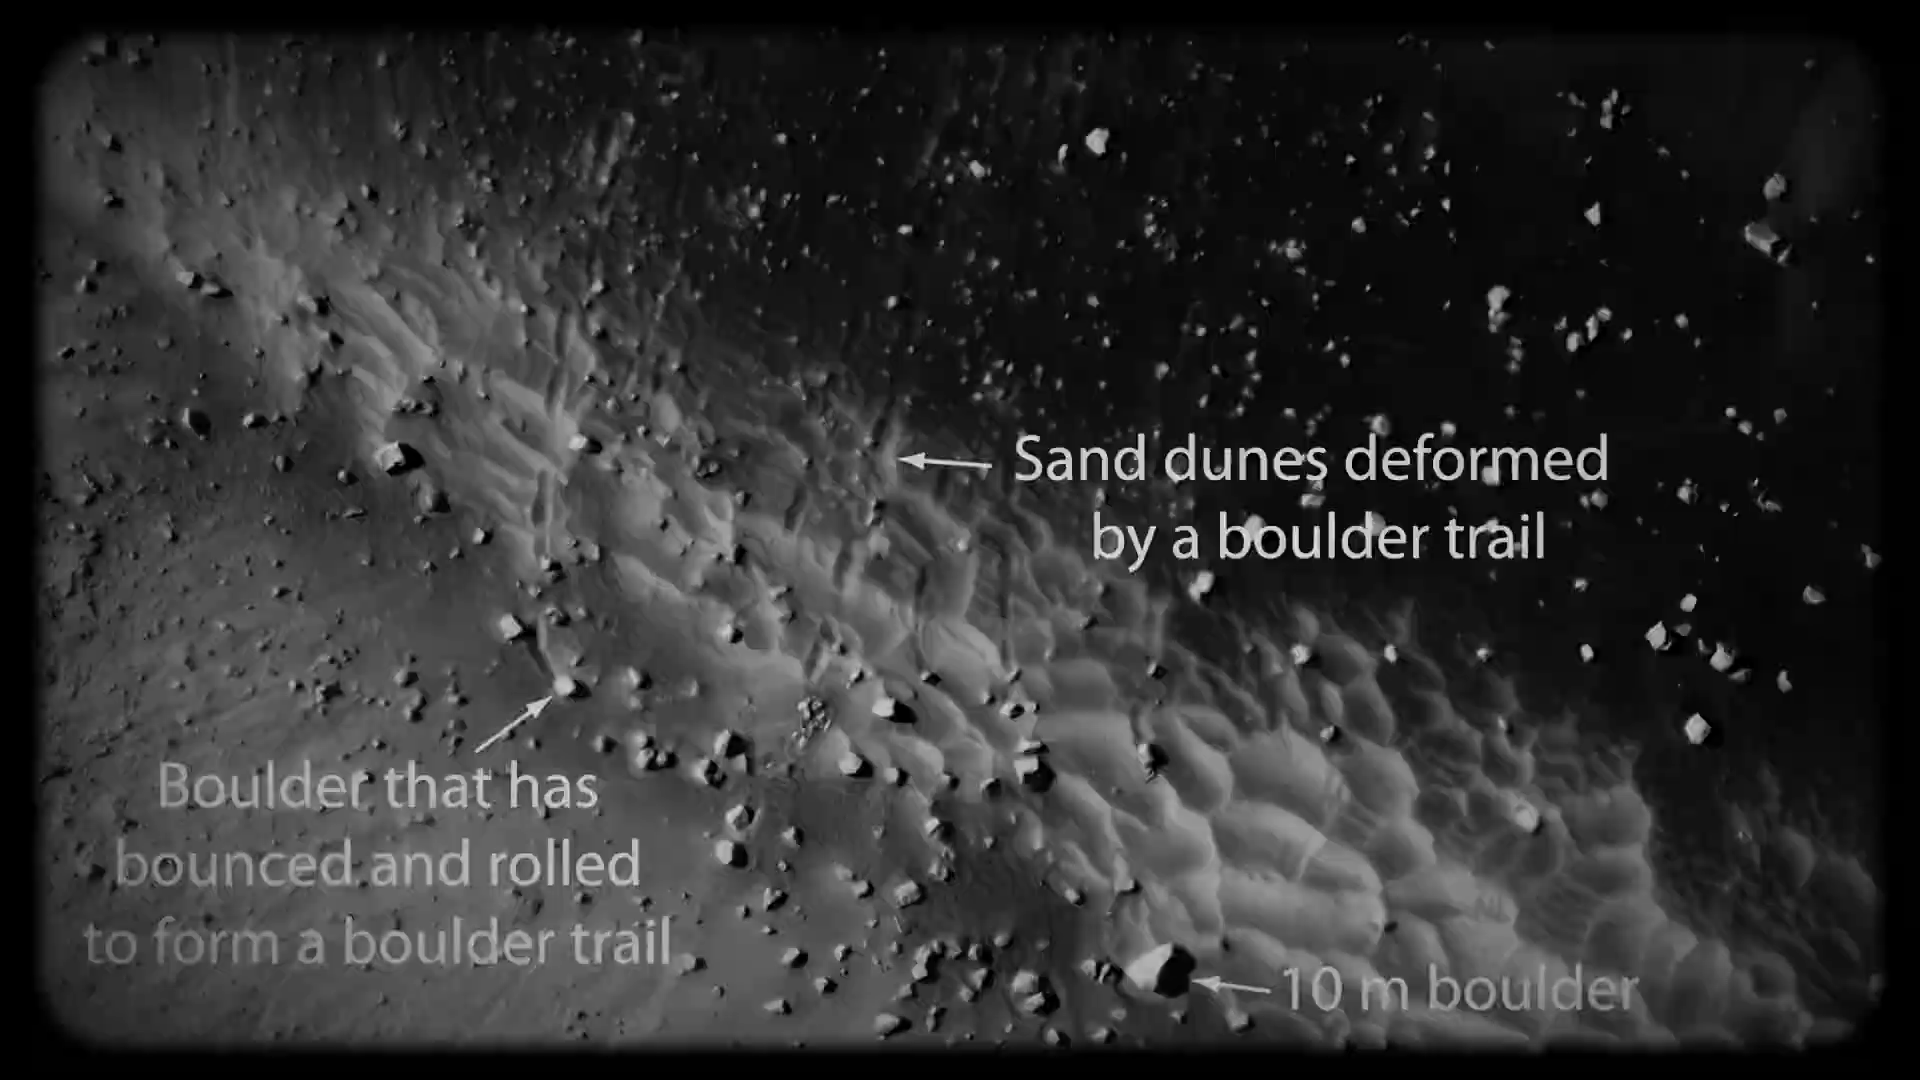 Sand dunes deformed
by a boulder trail
Boulder that has
bounced and rolled
to form a boulder trail
10 m boulder